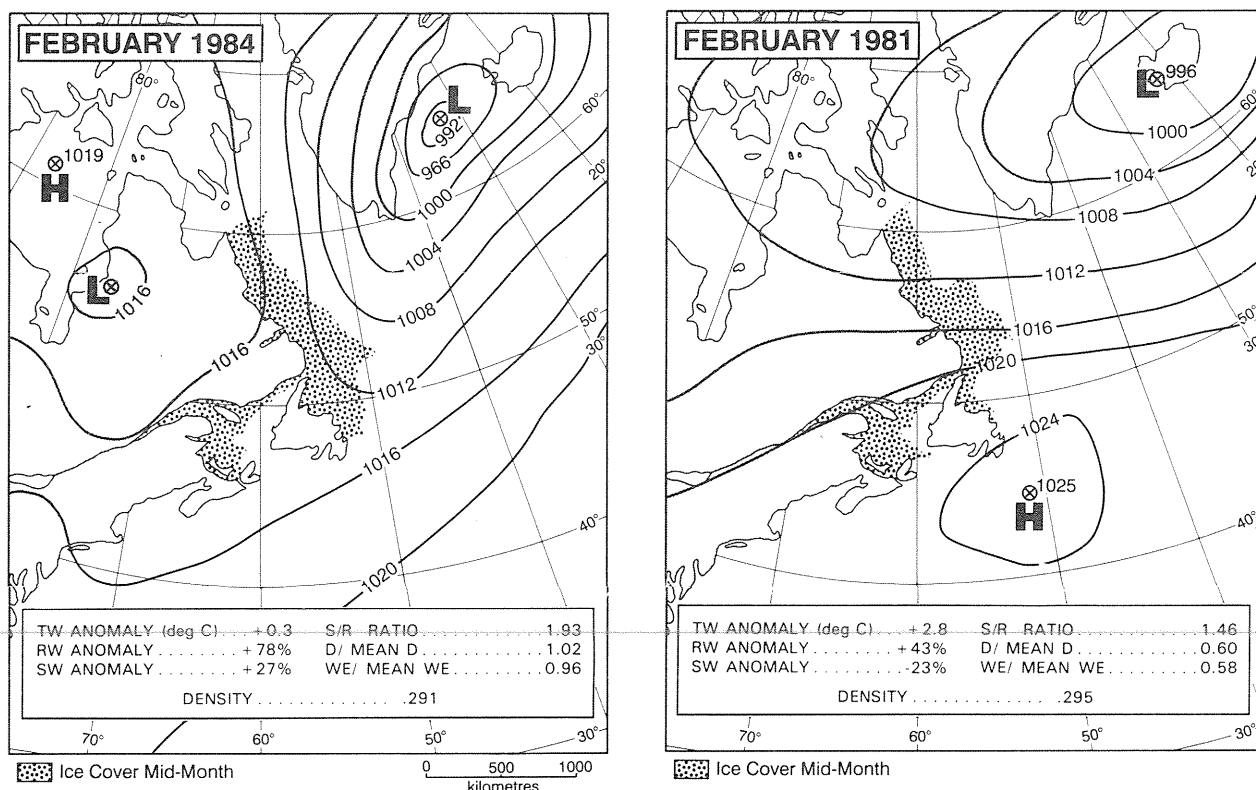 FEBRUARY 1984
80°
L
992
966
1019
H
1000
1004
L
1016
1008
1016
1012
1016
1020
60°
20°
50°
30°
40°
TW ANOMALY (deg C) . . . +0.3 S/R RATIO . . . . . . . . . . . . 1.93
RW ANOMALY . . . . . . . . +78% D/ MEAN D . . . . . . . . . . . 1.02
SW ANOMALY . . . . . . . . +27% WE/ MEAN WE . . . . . . . . 0.96
DENSITY . . . . . . . . . . . . . . .291
70° 60° 50° 30°
Ice Cover Mid-Month
0 500 1000
kilometres
FEBRUARY 1981
80°
L
996
1000
1004
1008
1012
1016
1020
1024
1025
H
60°
50°
40°
TW ANOMALY (deg C) . . . +2.8 S/R RATIO . . . . . . . . . . . . 1.46
RW ANOMALY . . . . . . . . +43% D/ MEAN D . . . . . . . . . . . 0.60
SW ANOMALY . . . . . . . . -23% WE/ MEAN WE . . . . . . . . 0.58
DENSITY . . . . . . . . . . . . . . .295
70° 60° 50°
Ice Cover Mid-Month